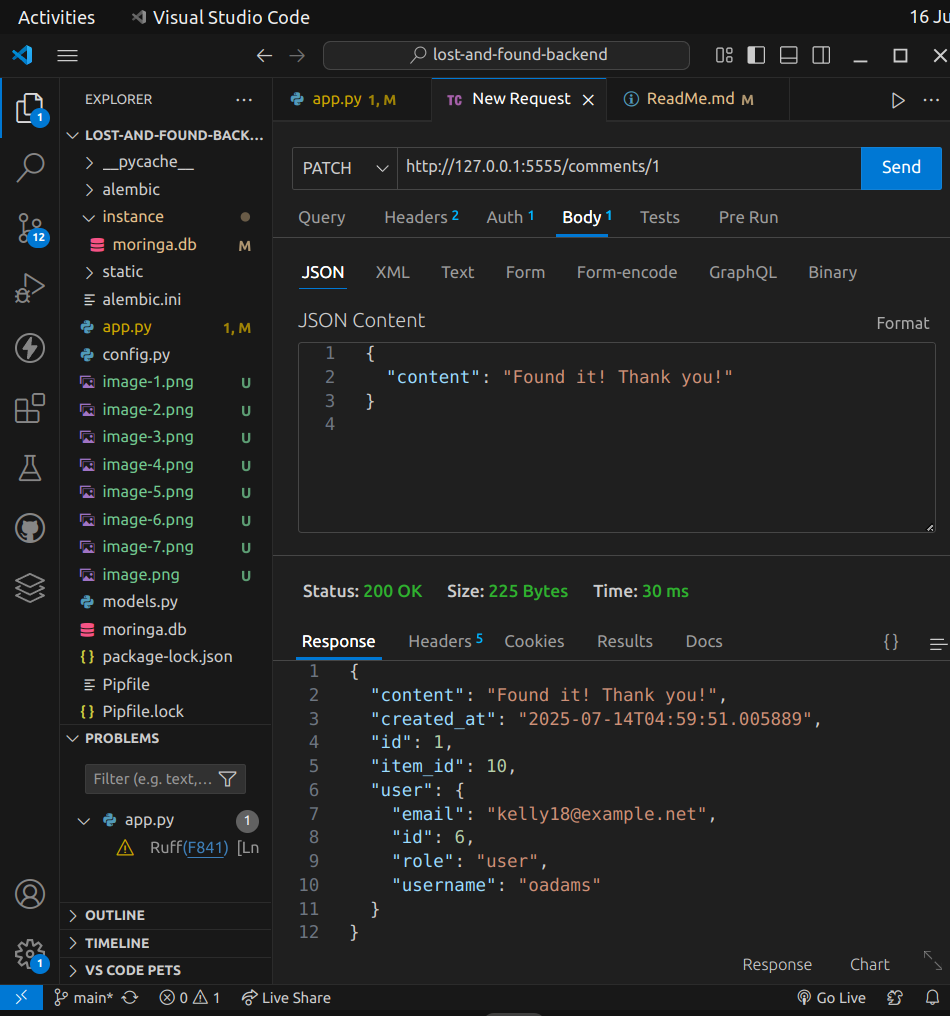 Activities Visual Studio Code 16 Ju
lost-and-found-backend
EXPLORER
app.py 1, M
TC New Request
ReadMe.md M
1
LOST-AND-FOUND-BACK...
__pycache__
alembic
instance
moringa.db M
static
alembic.ini
app.py 1, M
config.py
image-1.png U
image-2.png U
image-3.png U
image-4.png U
image-5.png U
image-6.png U
image-7.png U
image.png U
models.py
moringa.db
{} package-lock.json
Pipfile
{} Pipfile.lock
12
PROBLEMS
Filter (e.g. text,...
app.py 1
Ruff(F841) [Ln
OUTLINE
TIMELINE
VS CODE PETS
1
PATCH http://127.0.0.1:5555/comments/1 Send
Query Headers 2 Auth 1 Body 1 Tests Pre Run
JSON XML Text Form Form-encode GraphQL Binary
JSON Content Format
1 {
2 "content": "Found it! Thank you!"
3 }
4
Status: 200 OK Size: 225 Bytes Time: 30 ms
Response Headers 5 Cookies Results Docs {}
1 {
2 "content": "Found it! Thank you!",
3 "created_at": "2025-07-14T04:59:51.005889",
4 "id": 1,
5 "item_id": 10,
6 "user": {
7 "email": "kelly18@example.net",
8 "id": 6,
9 "role": "user",
10 "username": "oadams"
11 }
12 }
Response Chart
main* 0 1 Live Share Go Live